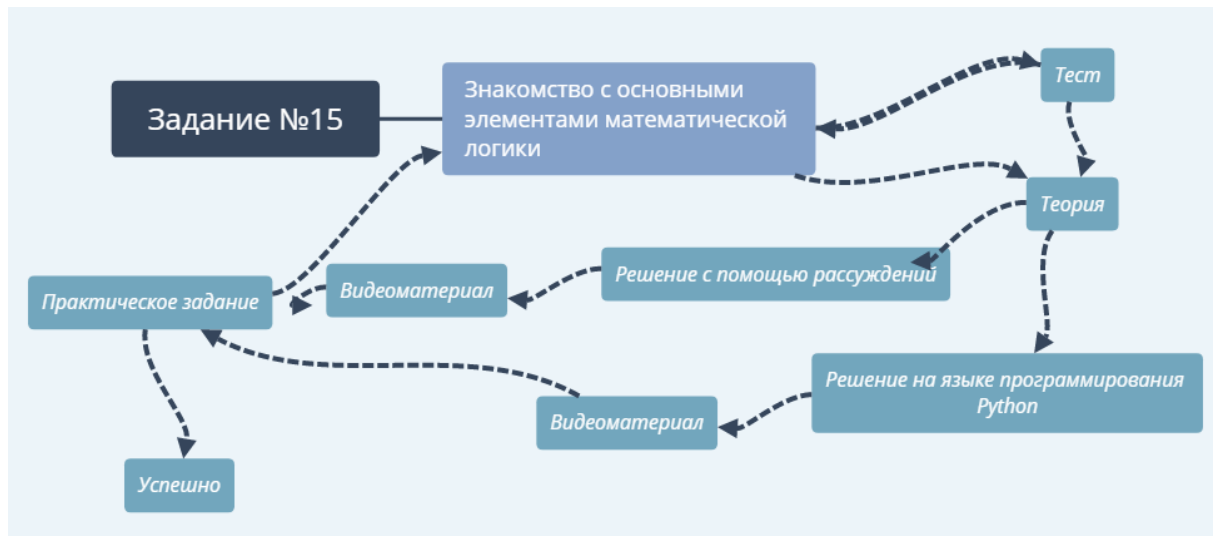 Задание №15
Знакомство с основными
элементами математической
логики
Тест
Теория
Решение с помощью рассуждений
Видеоматериал
Практическое задание
Решение на языке программирования
Python
Видеоматериал
Успешно